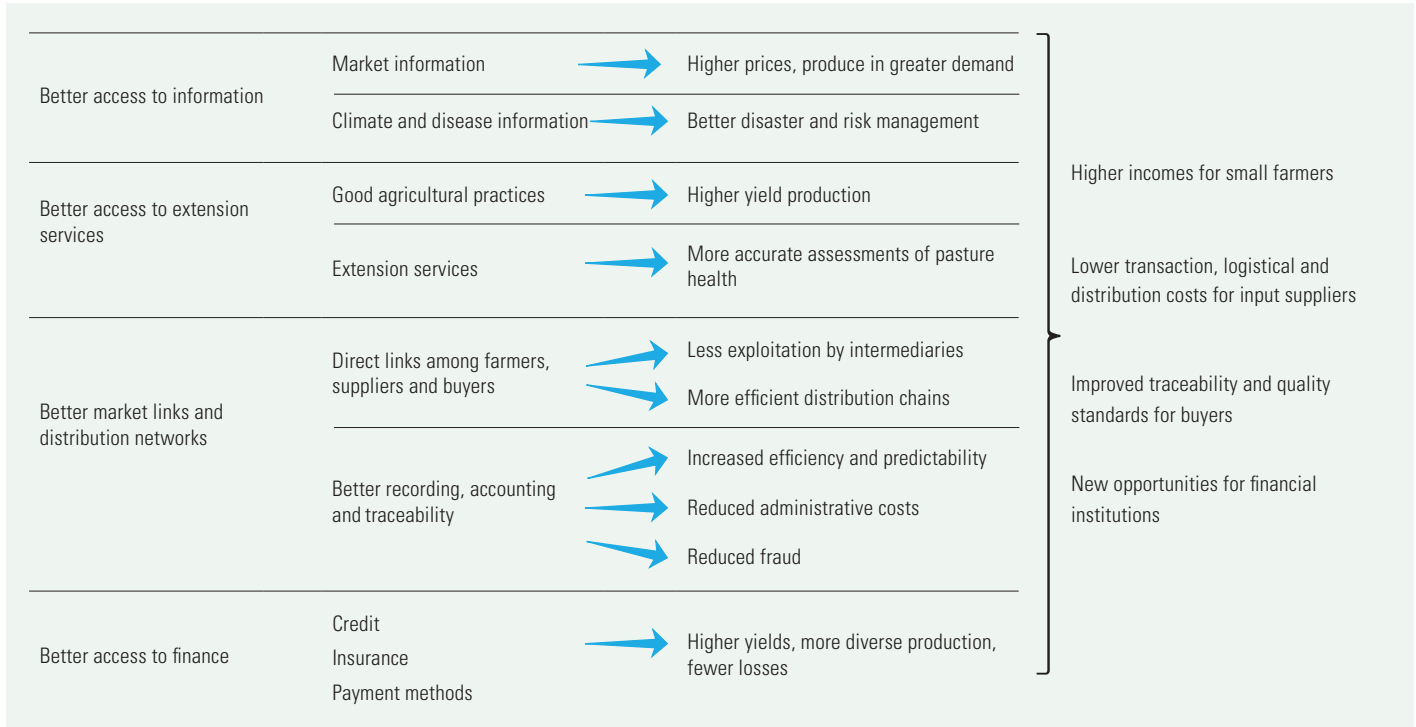 Better access to information
Market information
Higher prices, produce in greater demand
Climate and disease information
Better disaster and risk management
Better access to extension
services
Good agricultural practices
Higher yield production
Extension services
More accurate assessments of pasture
health
Better market links and
distribution networks
Direct links among farmers,
suppliers and buyers
Less exploitation by intermediaries
More efficient distribution chains
Better recording, accounting
and traceability
Increased efficiency and predictability
Reduced administrative costs
Reduced fraud
Better access to finance
Credit
Insurance
Payment methods
Higher yields, more diverse production,
fewer losses
Higher incomes for small farmers
Lower transaction, logistical and
distribution costs for input suppliers
Improved traceability and quality
standards for buyers
New opportunities for financial
institutions